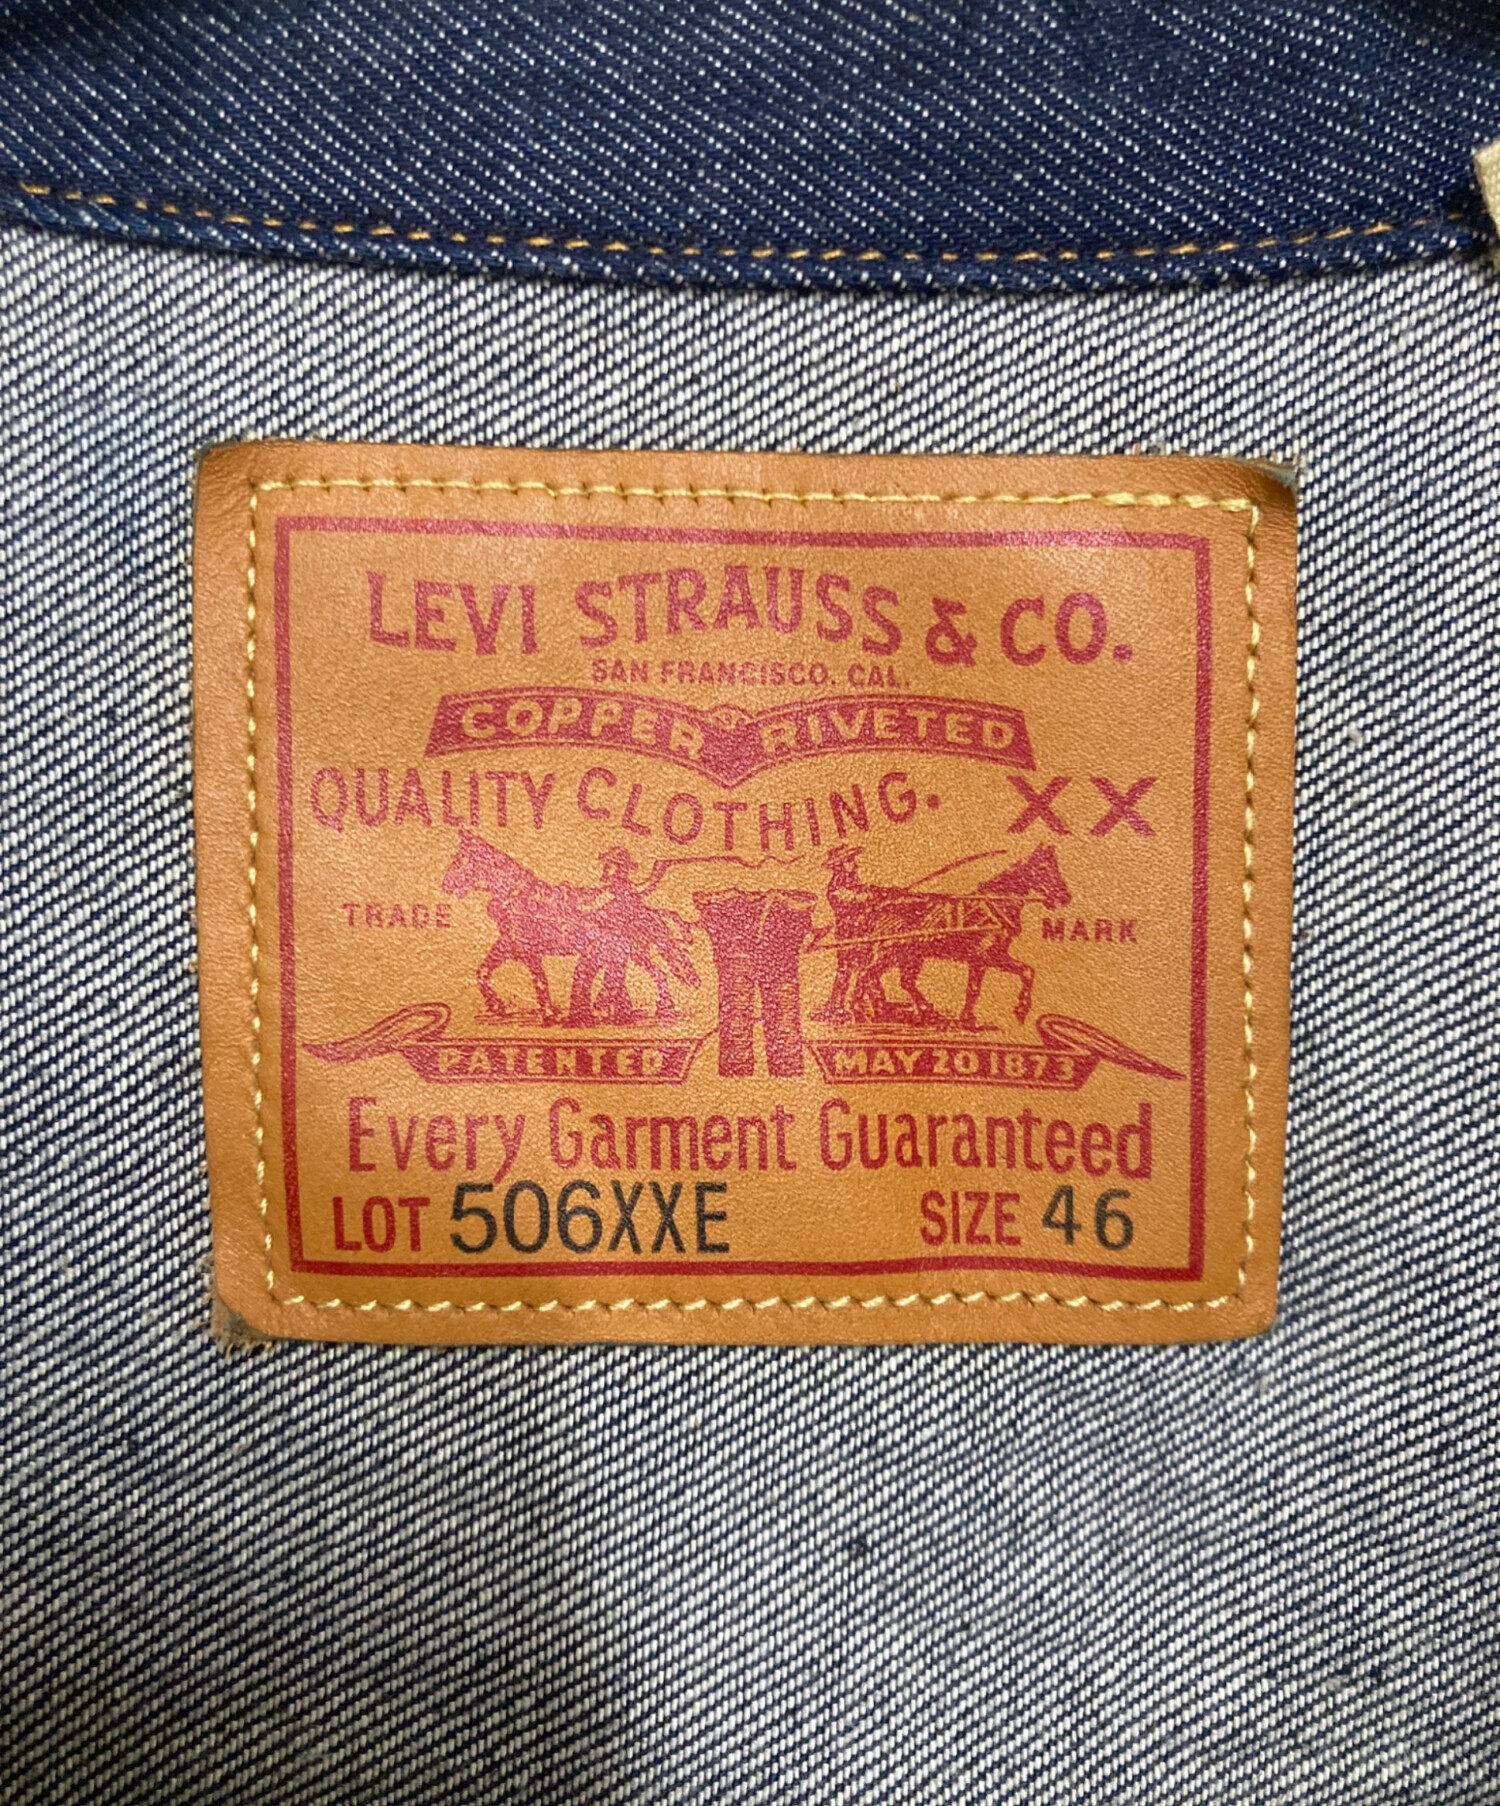 LEVI STRAUSS & CO.
SAN FRANCISCO. CAL.
COPPER RIVETED
QUALITY CLOTHING. XX
TRADE MARK
PATENTED MAY 20 1873
Every Garment Guaranteed
LOT 506XXE SIZE 46